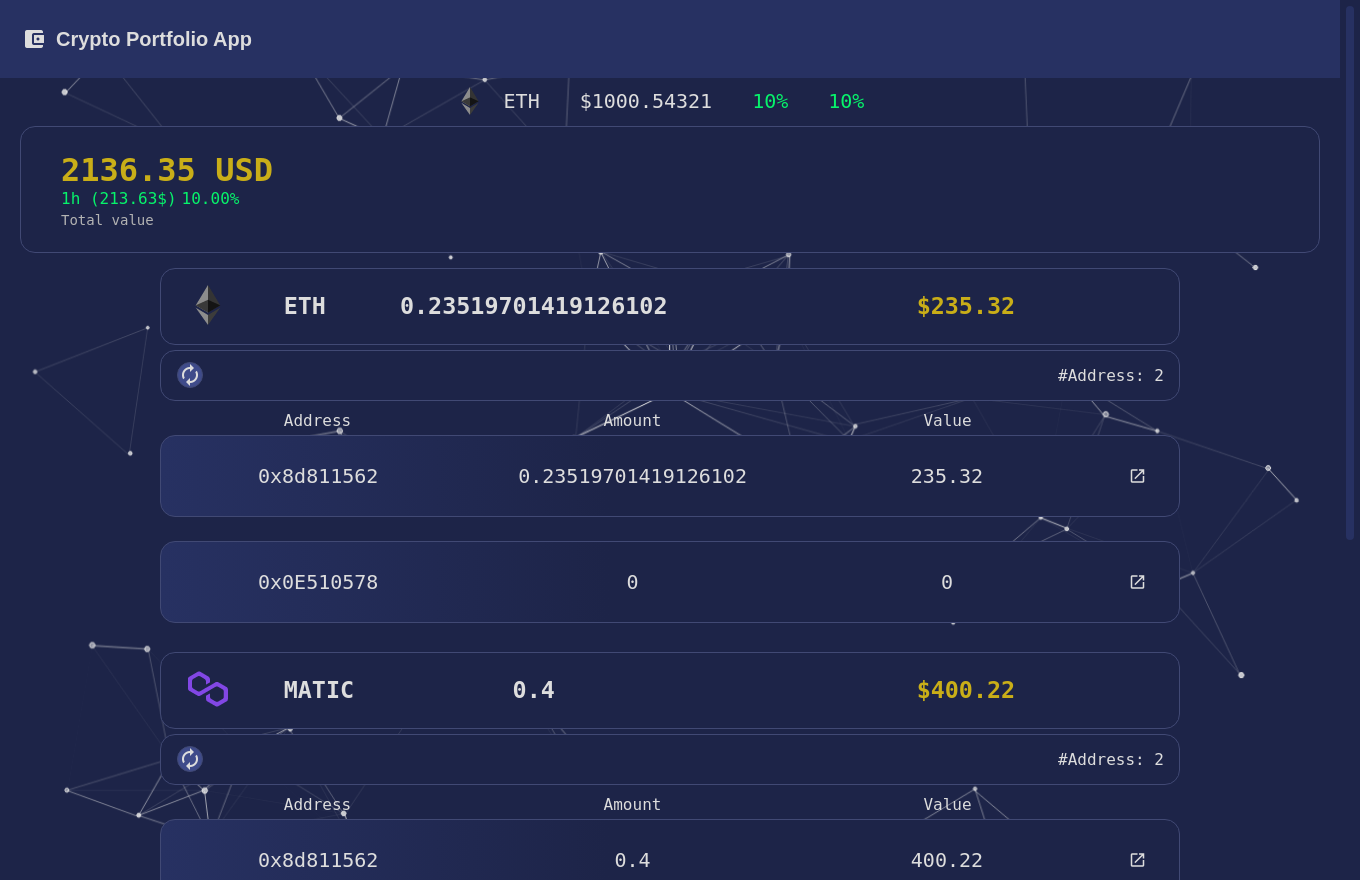 Crypto Portfolio App
ETH $1000.54321 10% 10%
2136.35 USD
1h (213.63$) 10.00%
Total value
ETH 0.23519701419126102 $235.32
#Address: 2
Address Amount Value
0x8d811562 0.23519701419126102 235.32
0x0E510578 0 0
MATIC 0.4 $400.22
#Address: 2
Address Amount Value
0x8d811562 0.4 400.22